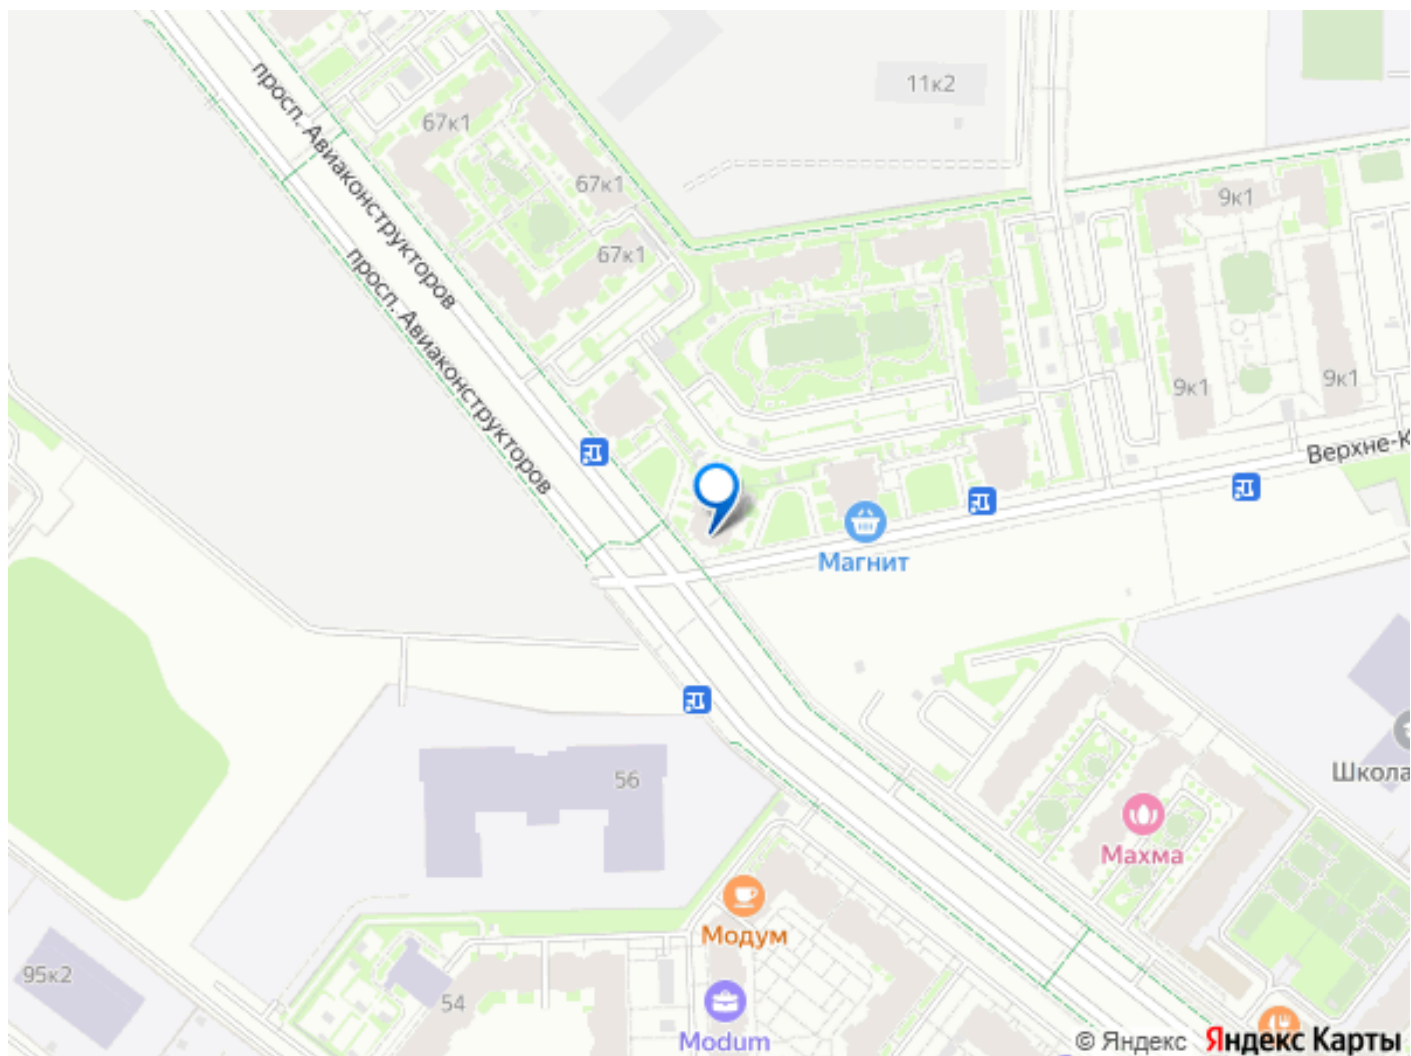 11к2
просп. Авиаконструкторов
67к1
67к1
9к1
67к1
просп. Авиаконструкторов
9к1
9к1
Верхне-К
Магнит
56
Школа
Махма
Модум
95к2
54
Modum
© Яндекс Яндекс Карты